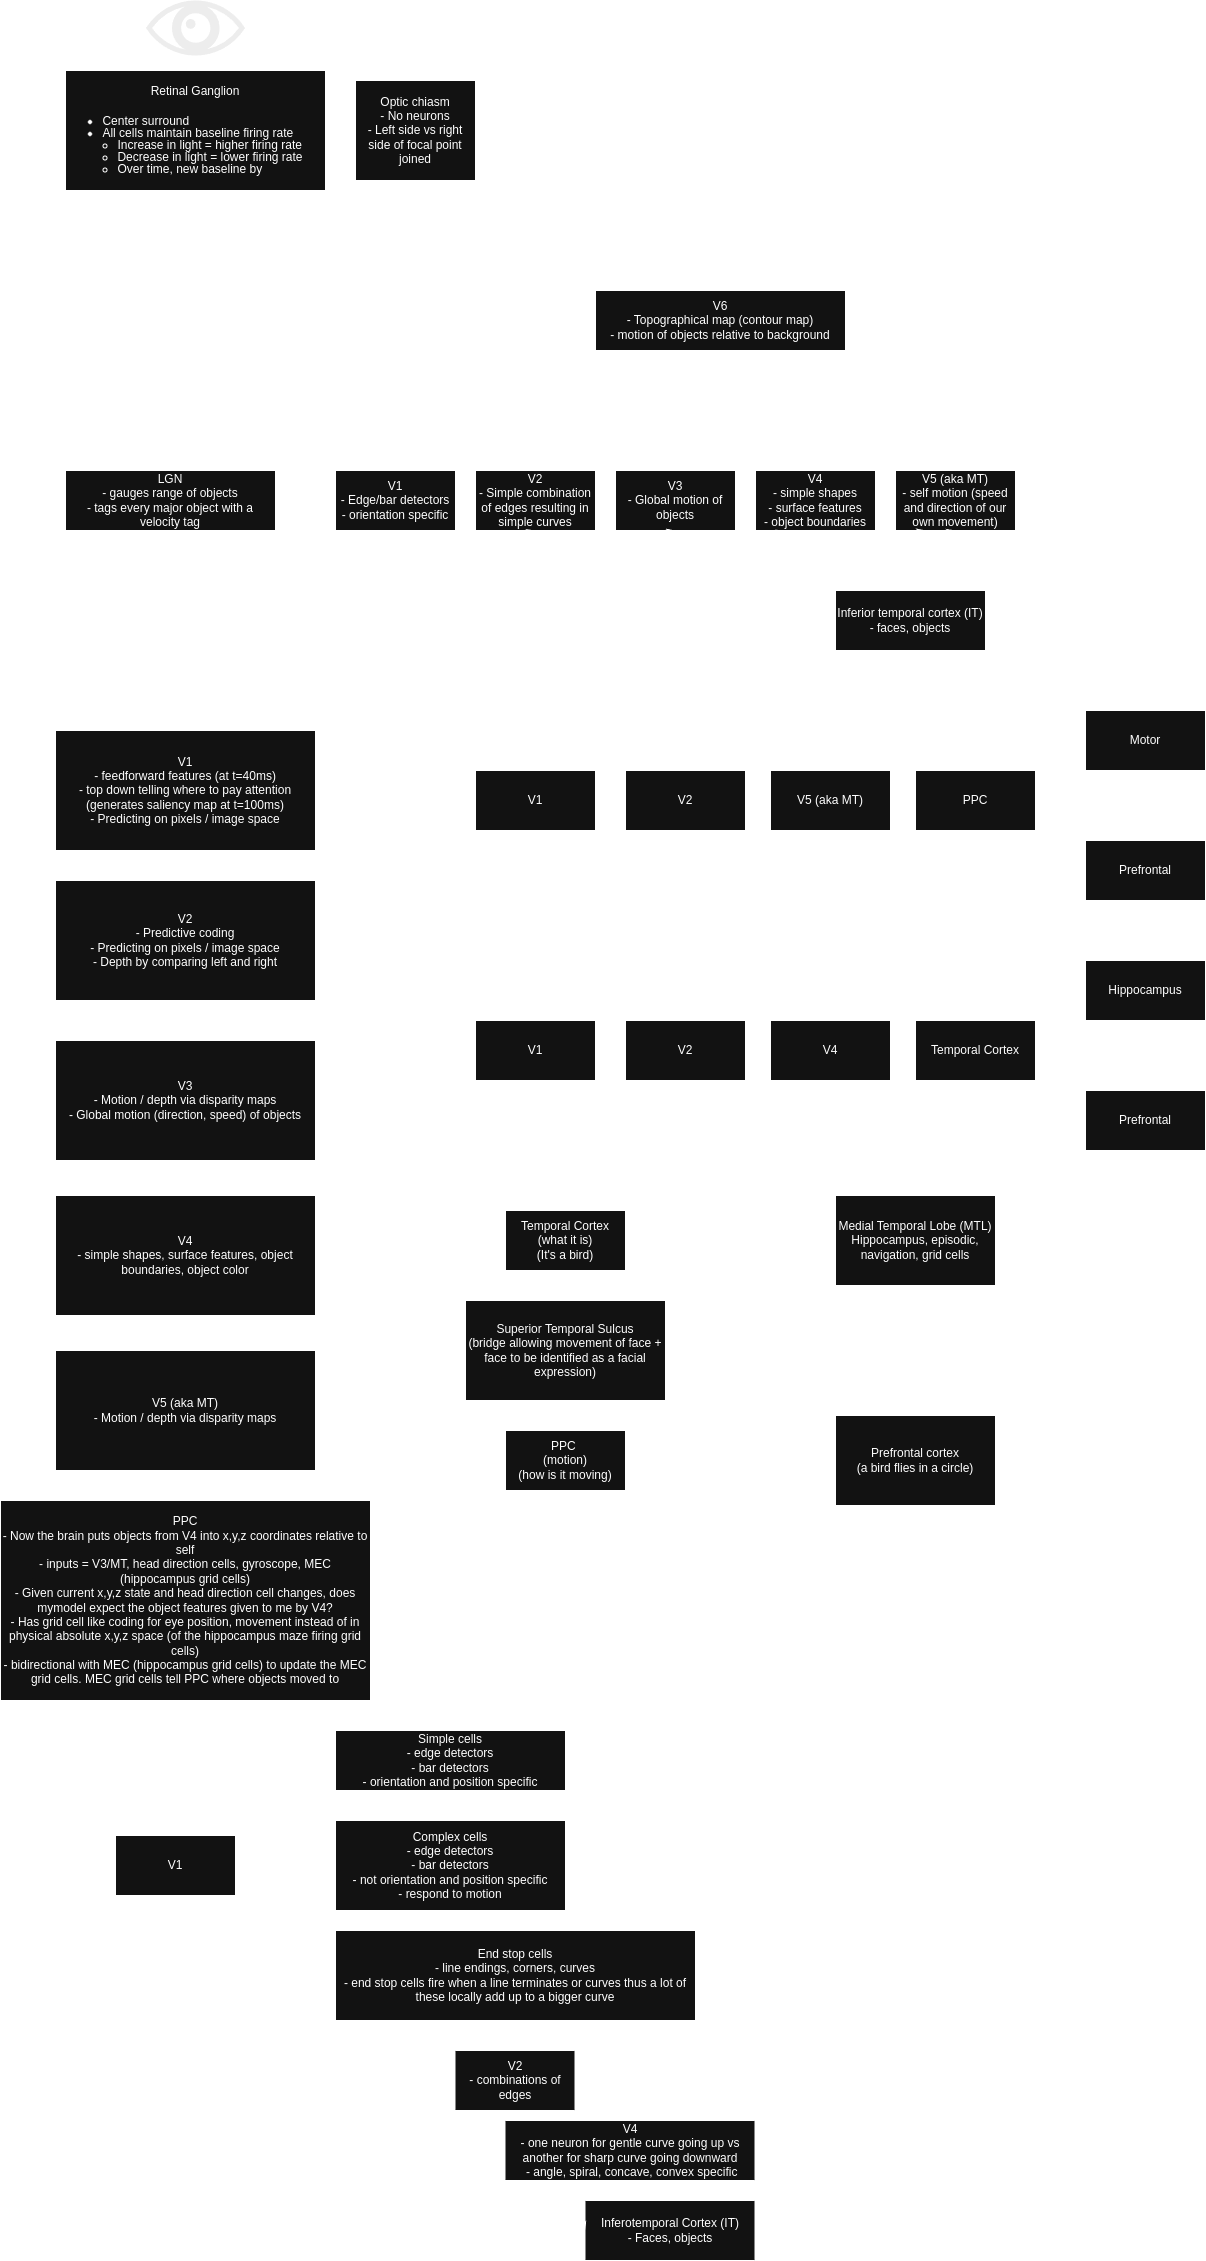 Retinal Ganglion
Center surround
All cells maintain baseline firing rate
Increase in light = higher firing rate
Decrease in light = lower firing rate
Over time, new baseline by
Optic chiasm
- No neurons
- Left side vs right
side of focal point
joined
V6
- Topographical map (contour map)
- motion of objects relative to background
LGN
- gauges range of objects
- tags every major object with a
velocity tag
V1
- Edge/bar detectors
- orientation specific
V2
- Simple combination
of edges resulting in
simple curves
V3
- Global motion of
objects
V4
- simple shapes
- surface features
- object boundaries
V5 (aka MT)
- self motion (speed
and direction of our
own movement)
Inferior temporal cortex (IT)
- faces, objects
Motor
V1
- feedforward features (at t=40ms)
- top down telling where to pay attention
(generates saliency map at t=100ms)
- Predicting on pixels / image space
V1
V2
V5 (aka MT)
PPC
Prefrontal
V2
- Predictive coding
- Predicting on pixels / image space
- Depth by comparing left and right
Hippocampus
V1
V2
V4
Temporal Cortex
V3
- Motion / depth via disparity maps
- Global motion (direction, speed) of objects
Prefrontal
V4
- simple shapes, surface features, object
boundaries, object color
Temporal Cortex
(what it is)
(It's a bird)
Medial Temporal Lobe (MTL)
Hippocampus, episodic,
navigation, grid cells
Superior Temporal Sulcus
(bridge allowing movement of face +
face to be identified as a facial
expression)
V5 (aka MT)
- Motion / depth via disparity maps
PPC
(motion)
(how is it moving)
Prefrontal cortex
(a bird flies in a circle)
PPC
- Now the brain puts objects from V4 into x,y,z coordinates relative to
self
- inputs = V3/MT, head direction cells, gyroscope, MEC
(hippocampus grid cells)
- Given current x,y,z state and head direction cell changes, does
mymodel expect the object features given to me by V4?
- Has grid cell like coding for eye position, movement instead of in
physical absolute x,y,z space (of the hippocampus maze firing grid
cells)
- bidirectional with MEC (hippocampus grid cells) to update the MEC
grid cells. MEC grid cells tell PPC where objects moved to
Simple cells
- edge detectors
- bar detectors
- orientation and position specific
V1
Complex cells
- edge detectors
- bar detectors
- not orientation and position specific
- respond to motion
End stop cells
- line endings, corners, curves
- end stop cells fire when a line terminates or curves thus a lot of
these locally add up to a bigger curve
V2
- combinations of
edges
V4
- one neuron for gentle curve going up vs
another for sharp curve going downward
- angle, spiral, concave, convex specific
Inferotemporal Cortex (IT)
- Faces, objects